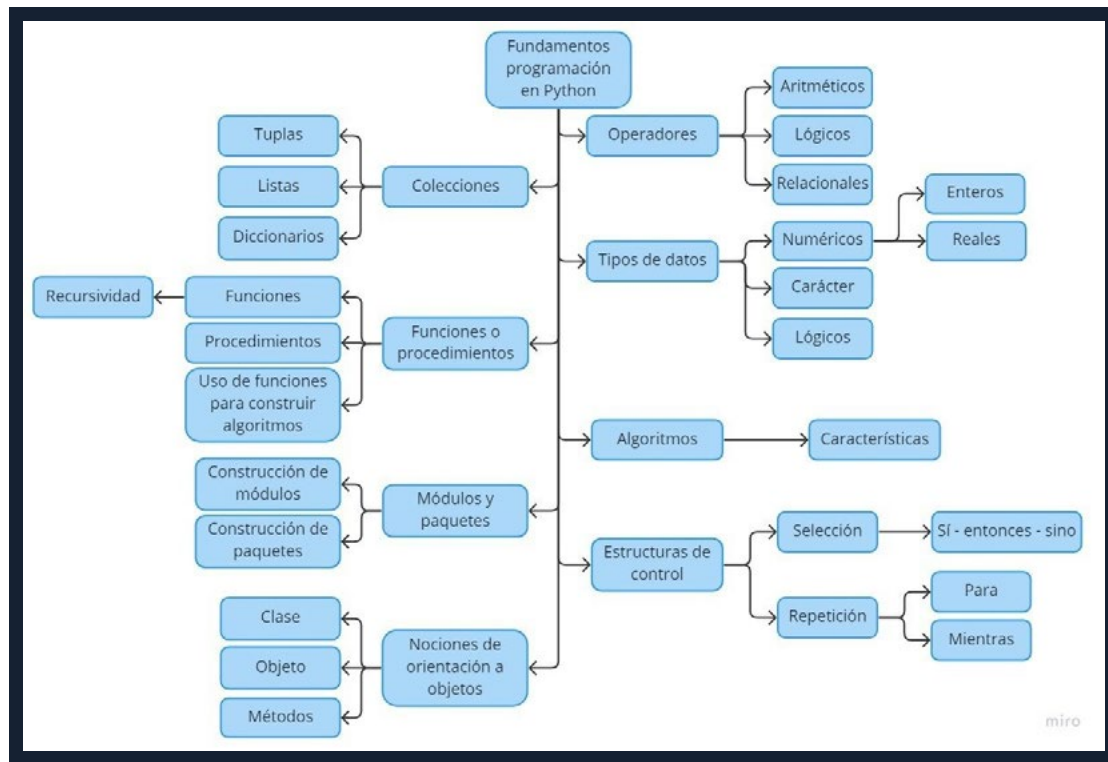 Fundamentos
programación
en Python
Operadores
Aritméticos
Lógicos
Relacionales
Tipos de datos
Numéricos
Enteros
Reales
Carácter
Lógicos
Algoritmos
Características
Estructuras de
control
Selección
Sí - entonces - sino
Repetición
Para
Mientras
Colecciones
Tuplas
Listas
Diccionarios
Funciones o
procedimientos
Funciones
Recursividad
Procedimientos
Uso de funciones
para construir
algoritmos
Módulos y
paquetes
Construcción de
módulos
Construcción de
paquetes
Nociones de
orientación a
objetos
Clase
Objeto
Métodos
miro